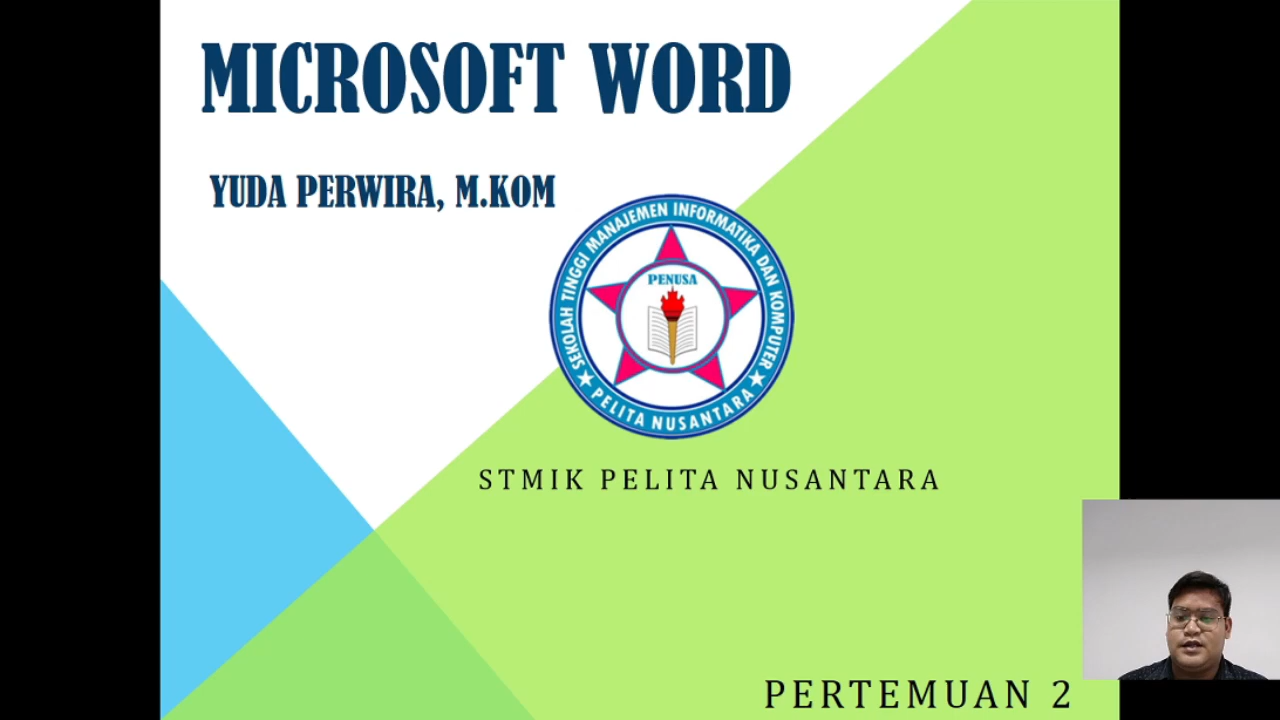 MICROSOFT WORD
YUDA PERWIRA, M.KOM
SEKOLAH TINGGI MANAJEMEN INFORMATIKA DAN KOMPUTER
PENUSA
PELITA NUSANTARA
STMIK PELITA NUSANTARA
PERTEMUAN 2